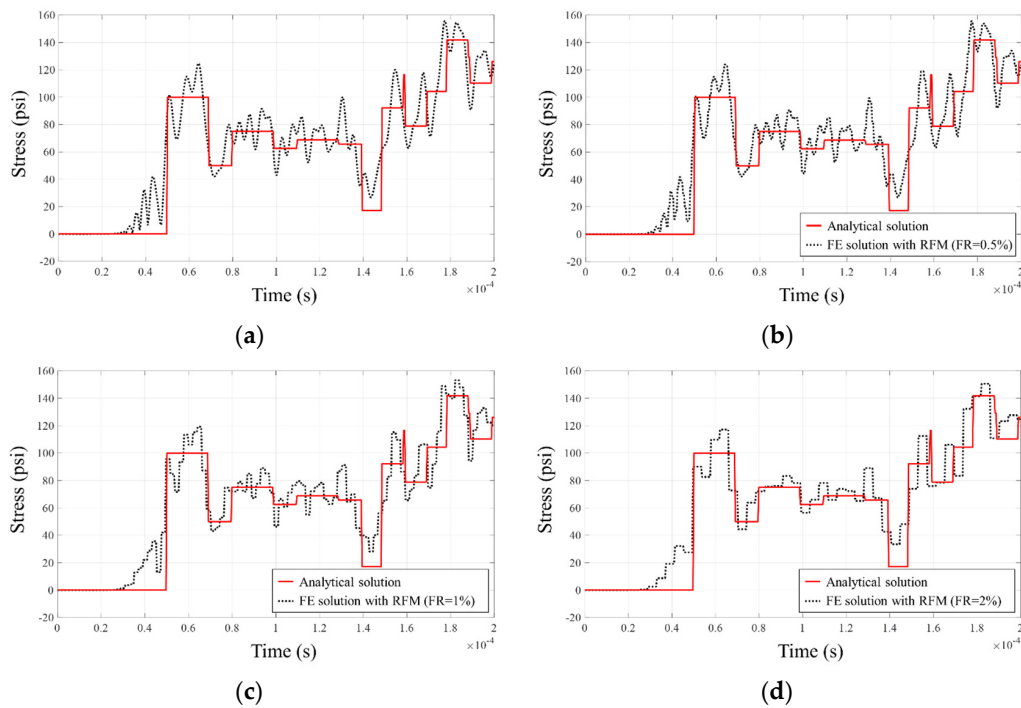 160
140
120
100
80
60
40
20
0
-20
Stress (psi)
0 0.2 0.4 0.6 0.8 1 1.2 1.4 1.6 1.8 2
×10⁻⁴
Time (s)
(a)
160
140
120
100
80
60
40
20
0
-20
Stress (psi)
Analytical solution
FE solution with RFM (FR=0.5%)
0 0.2 0.4 0.6 0.8 1 1.2 1.4 1.6 1.8 2
×10⁻⁴
Time (s)
(b)
160
140
120
100
80
60
40
20
0
-20
Stress (psi)
Analytical solution
FE solution with RFM (FR=1%)
0 0.2 0.4 0.6 0.8 1 1.2 1.4 1.6 1.8 2
×10⁻⁴
Time (s)
(c)
160
140
120
100
80
60
40
20
0
-20
Stress (psi)
Analytical solution
FE solution with RFM (FR=2%)
0 0.2 0.4 0.6 0.8 1 1.2 1.4 1.6 1.8 2
×10⁻⁴
Time (s)
(d)